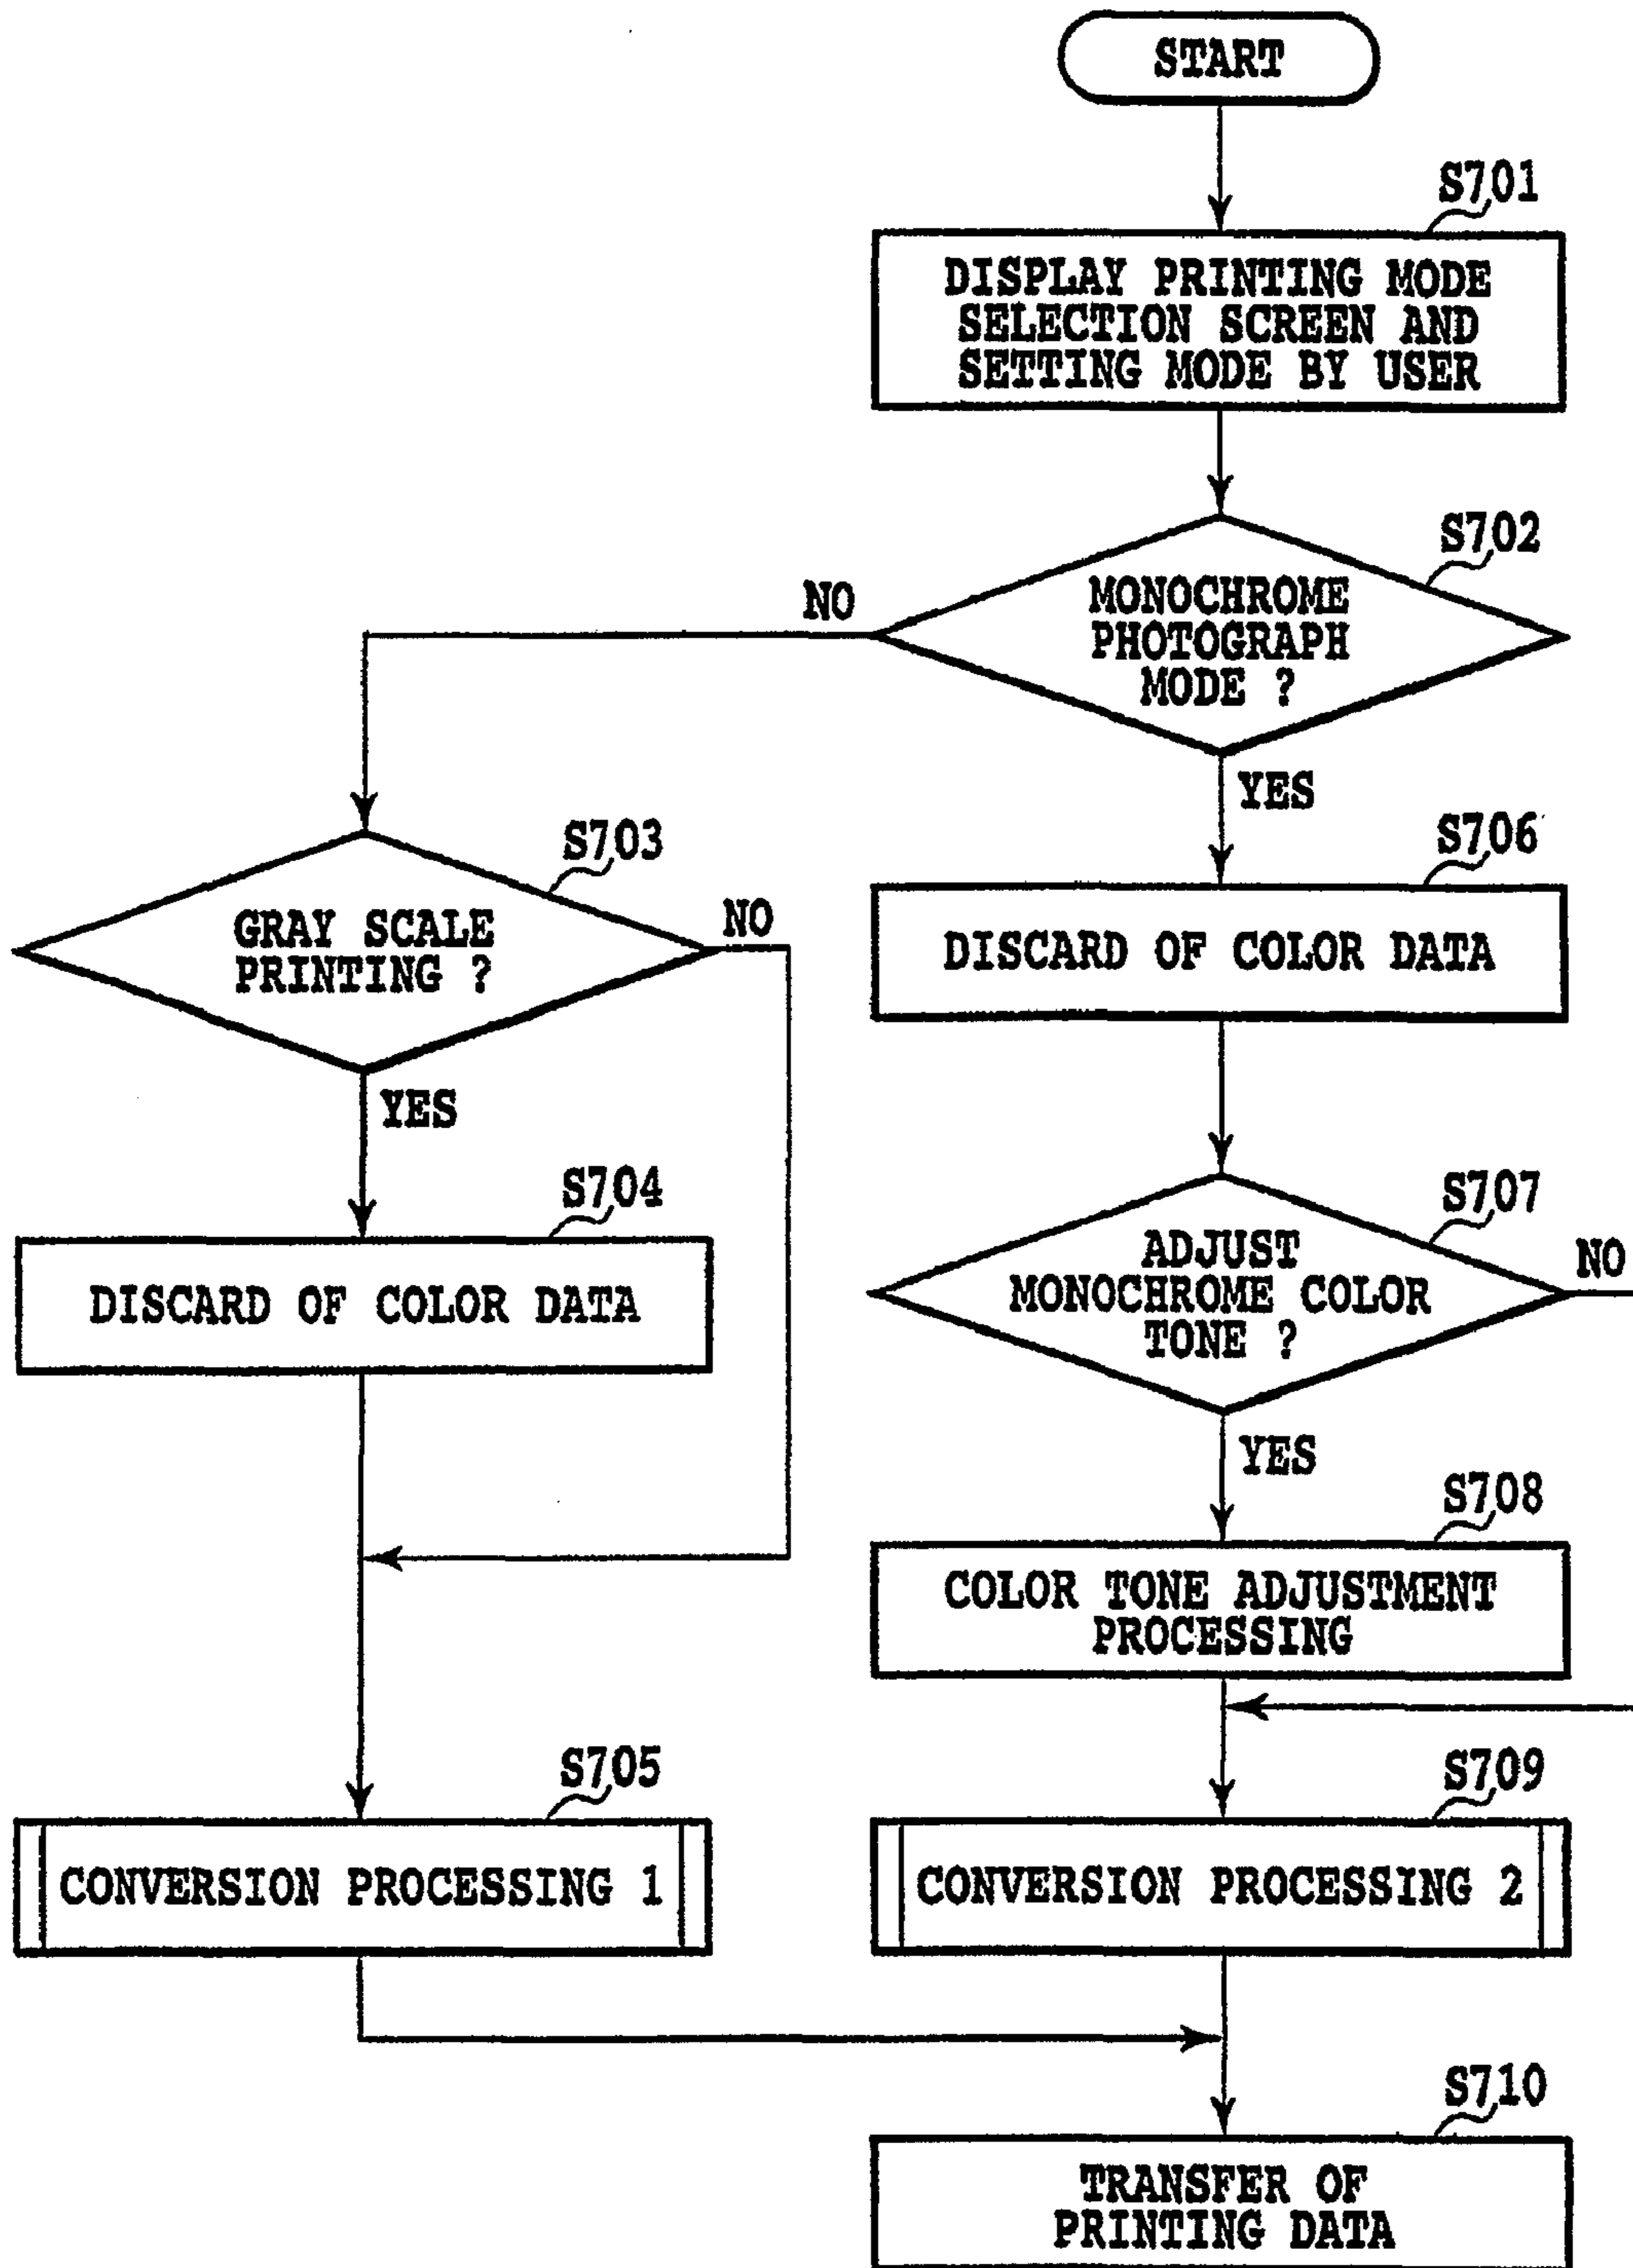 START
S701
DISPLAY PRINTING MODE
SELECTION SCREEN AND
SETTING MODE BY USER
S702
MONOCHROME
PHOTOGRAPH
MODE ?
NO
YES
S703
GRAY SCALE
PRINTING ?
NO
YES
S706
DISCARD OF COLOR DATA
S704
DISCARD OF COLOR DATA
S707
ADJUST
MONOCHROME COLOR
TONE ?
NO
YES
S708
COLOR TONE ADJUSTMENT
PROCESSING
S705
CONVERSION PROCESSING 1
S709
CONVERSION PROCESSING 2
S710
TRANSFER OF
PRINTING DATA